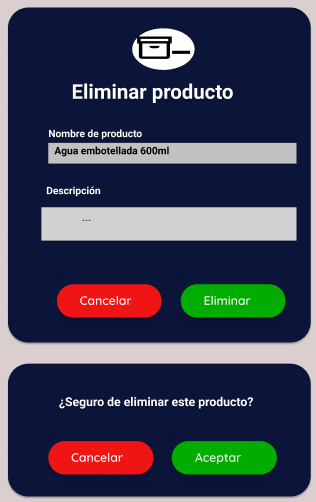 Eliminar producto
Nombre de producto
Agua embotellada 600ml
Descripción
...
Cancelar
Eliminar
¿Seguro de eliminar este producto?
Cancelar
Aceptar